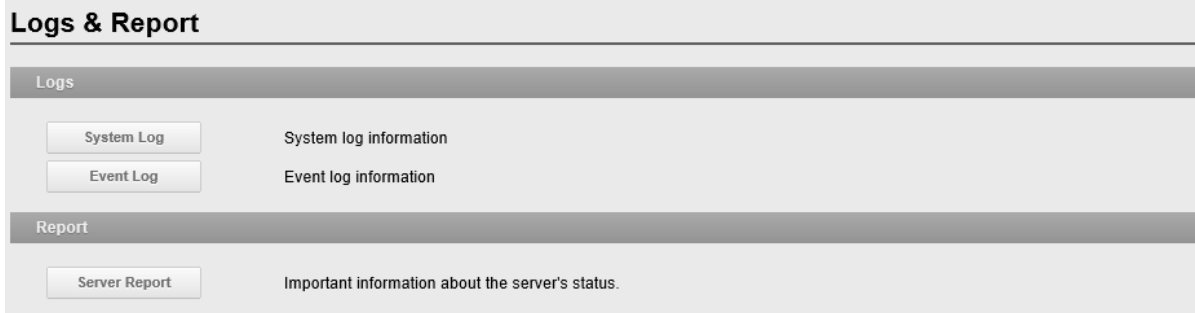 Logs & Report
Logs
System Log System log information
Event Log Event log information
Report
Server Report Important information about the server's status.